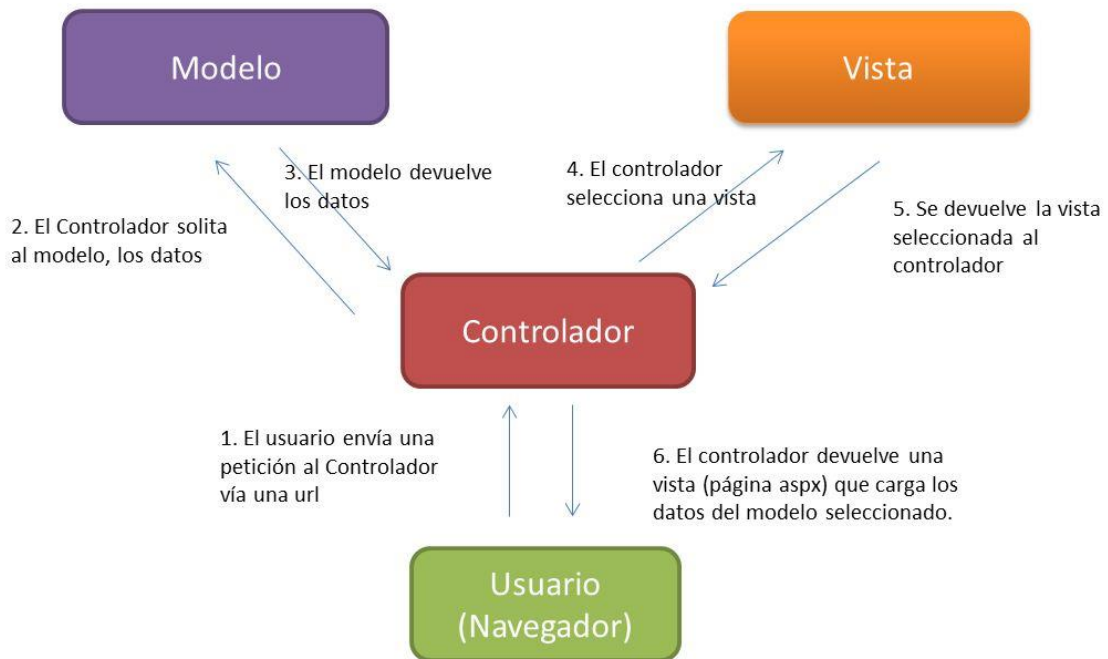 Modelo
Vista
3. El modelo devuelve
los datos
4. El controlador
selecciona una vista
2. El Controlador solita
al modelo, los datos
5. Se devuelve la vista
seleccionada al
controlador
Controlador
1. El usuario envía una
petición al Controlador
vía una url
6. El controlador devuelve una
vista (página aspx) que carga los
datos del modelo seleccionado.
Usuario
(Navegador)